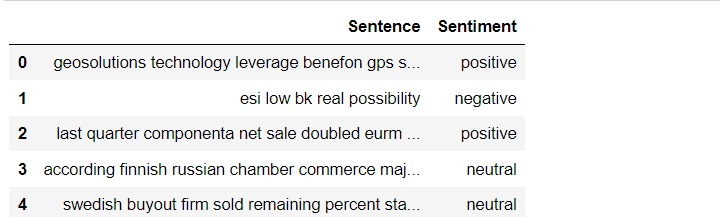 Sentence Sentiment
0 geosolutions technology leverage benefon gps s... positive
1 esi low bk real possibility negative
2 last quarter componenta net sale doubled eurm ... positive
3 according finnish russian chamber commerce maj... neutral
4 swedish buyout firm sold remaining percent sta... neutral